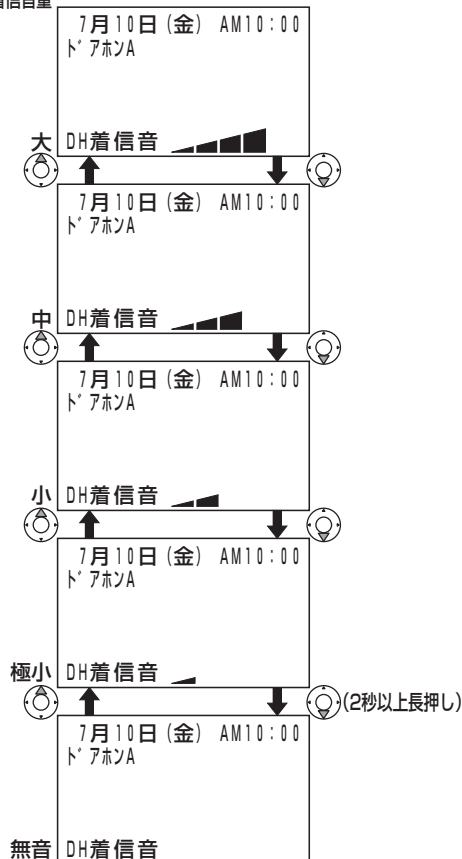 着信音量
7月10日(金) AM10:00
ドアホンA
大 DH着信音
7月10日(金) AM10:00
ドアホンA
中 DH着信音
7月10日(金) AM10:00
ドアホンA
小 DH着信音
7月10日(金) AM10:00
ドアホンA
極小 DH着信音
(2秒以上長押し)
7月10日(金) AM10:00
ドアホンA
無音 DH着信音